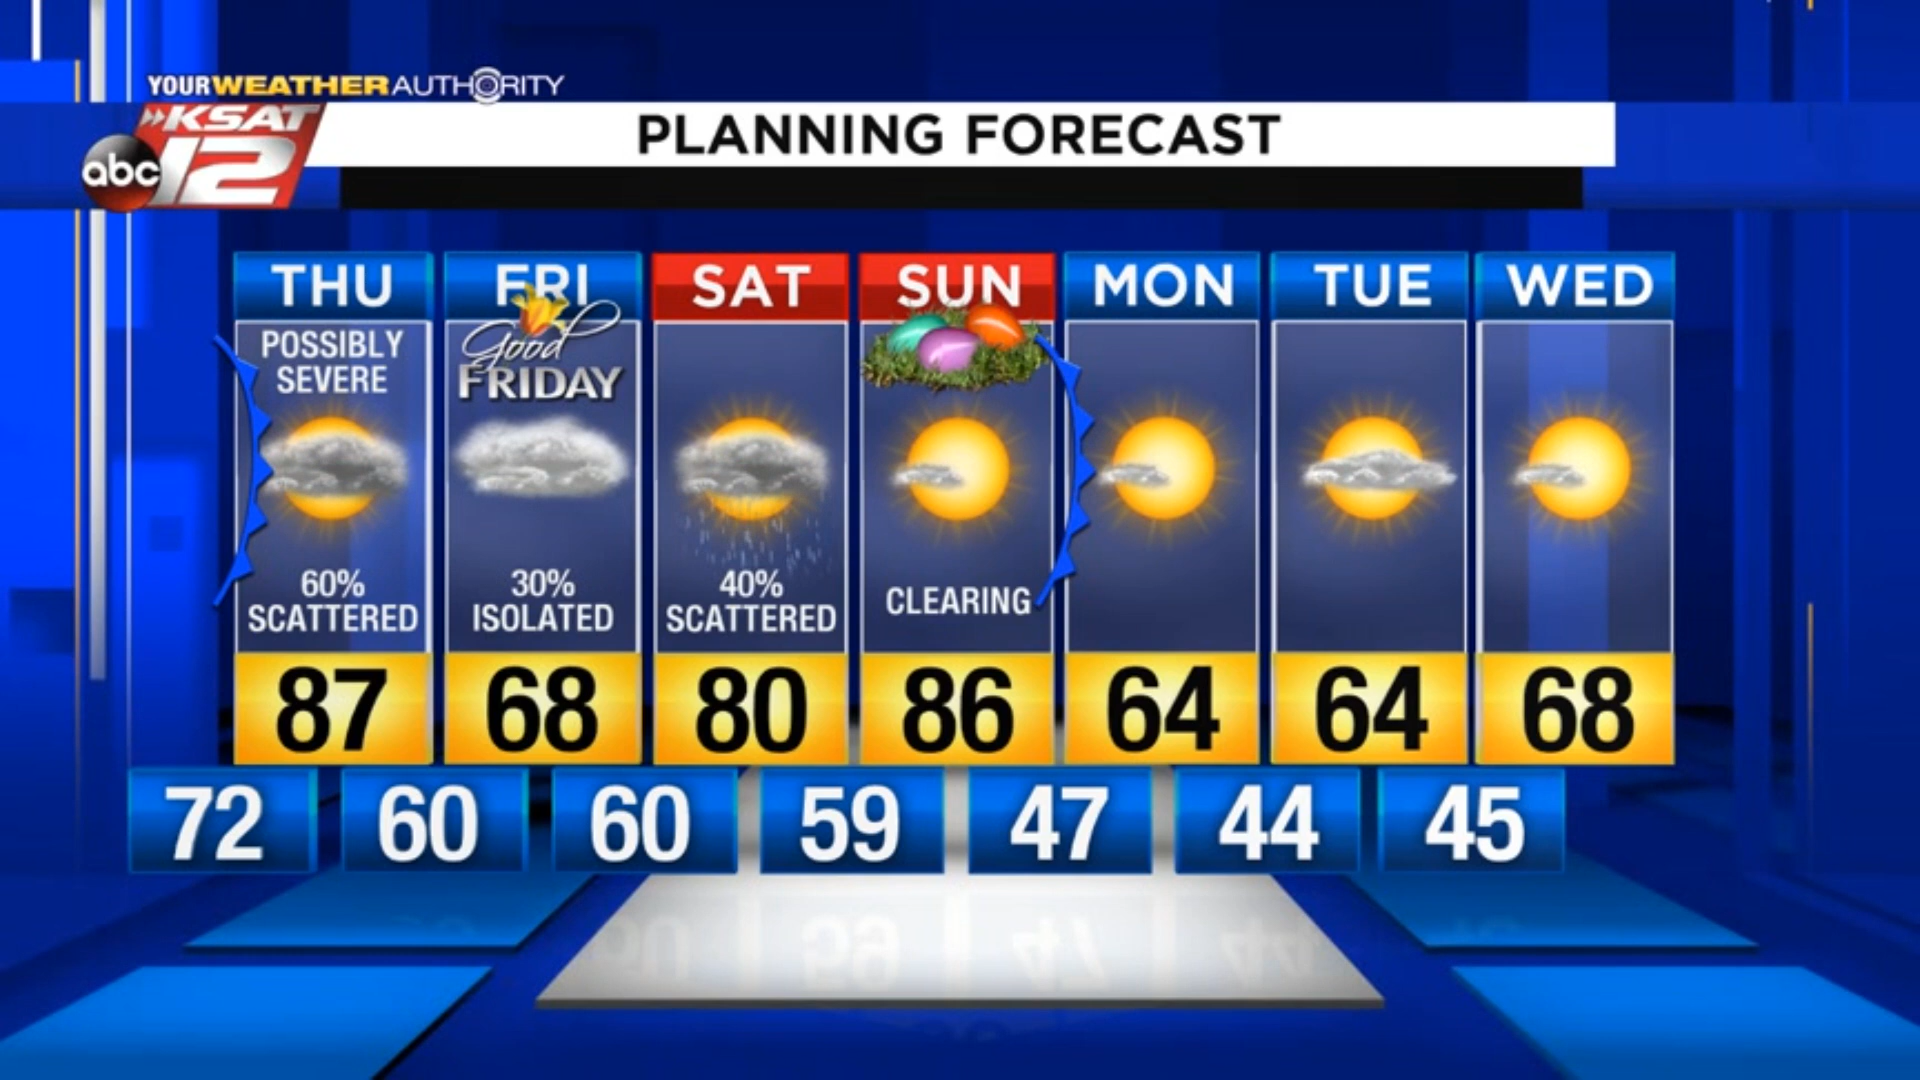 YOURWEATHERAUTHORITY
KSAT
abc
12
PLANNING FORECAST
THU
FRI
SAT
SUN
MON
TUE
WED
POSSIBLY
SEVERE
Good
FRIDAY
60%
SCATTERED
30%
ISOLATED
40%
SCATTERED
CLEARING
87
68
80
86
64
64
68
72
60
60
59
47
44
45